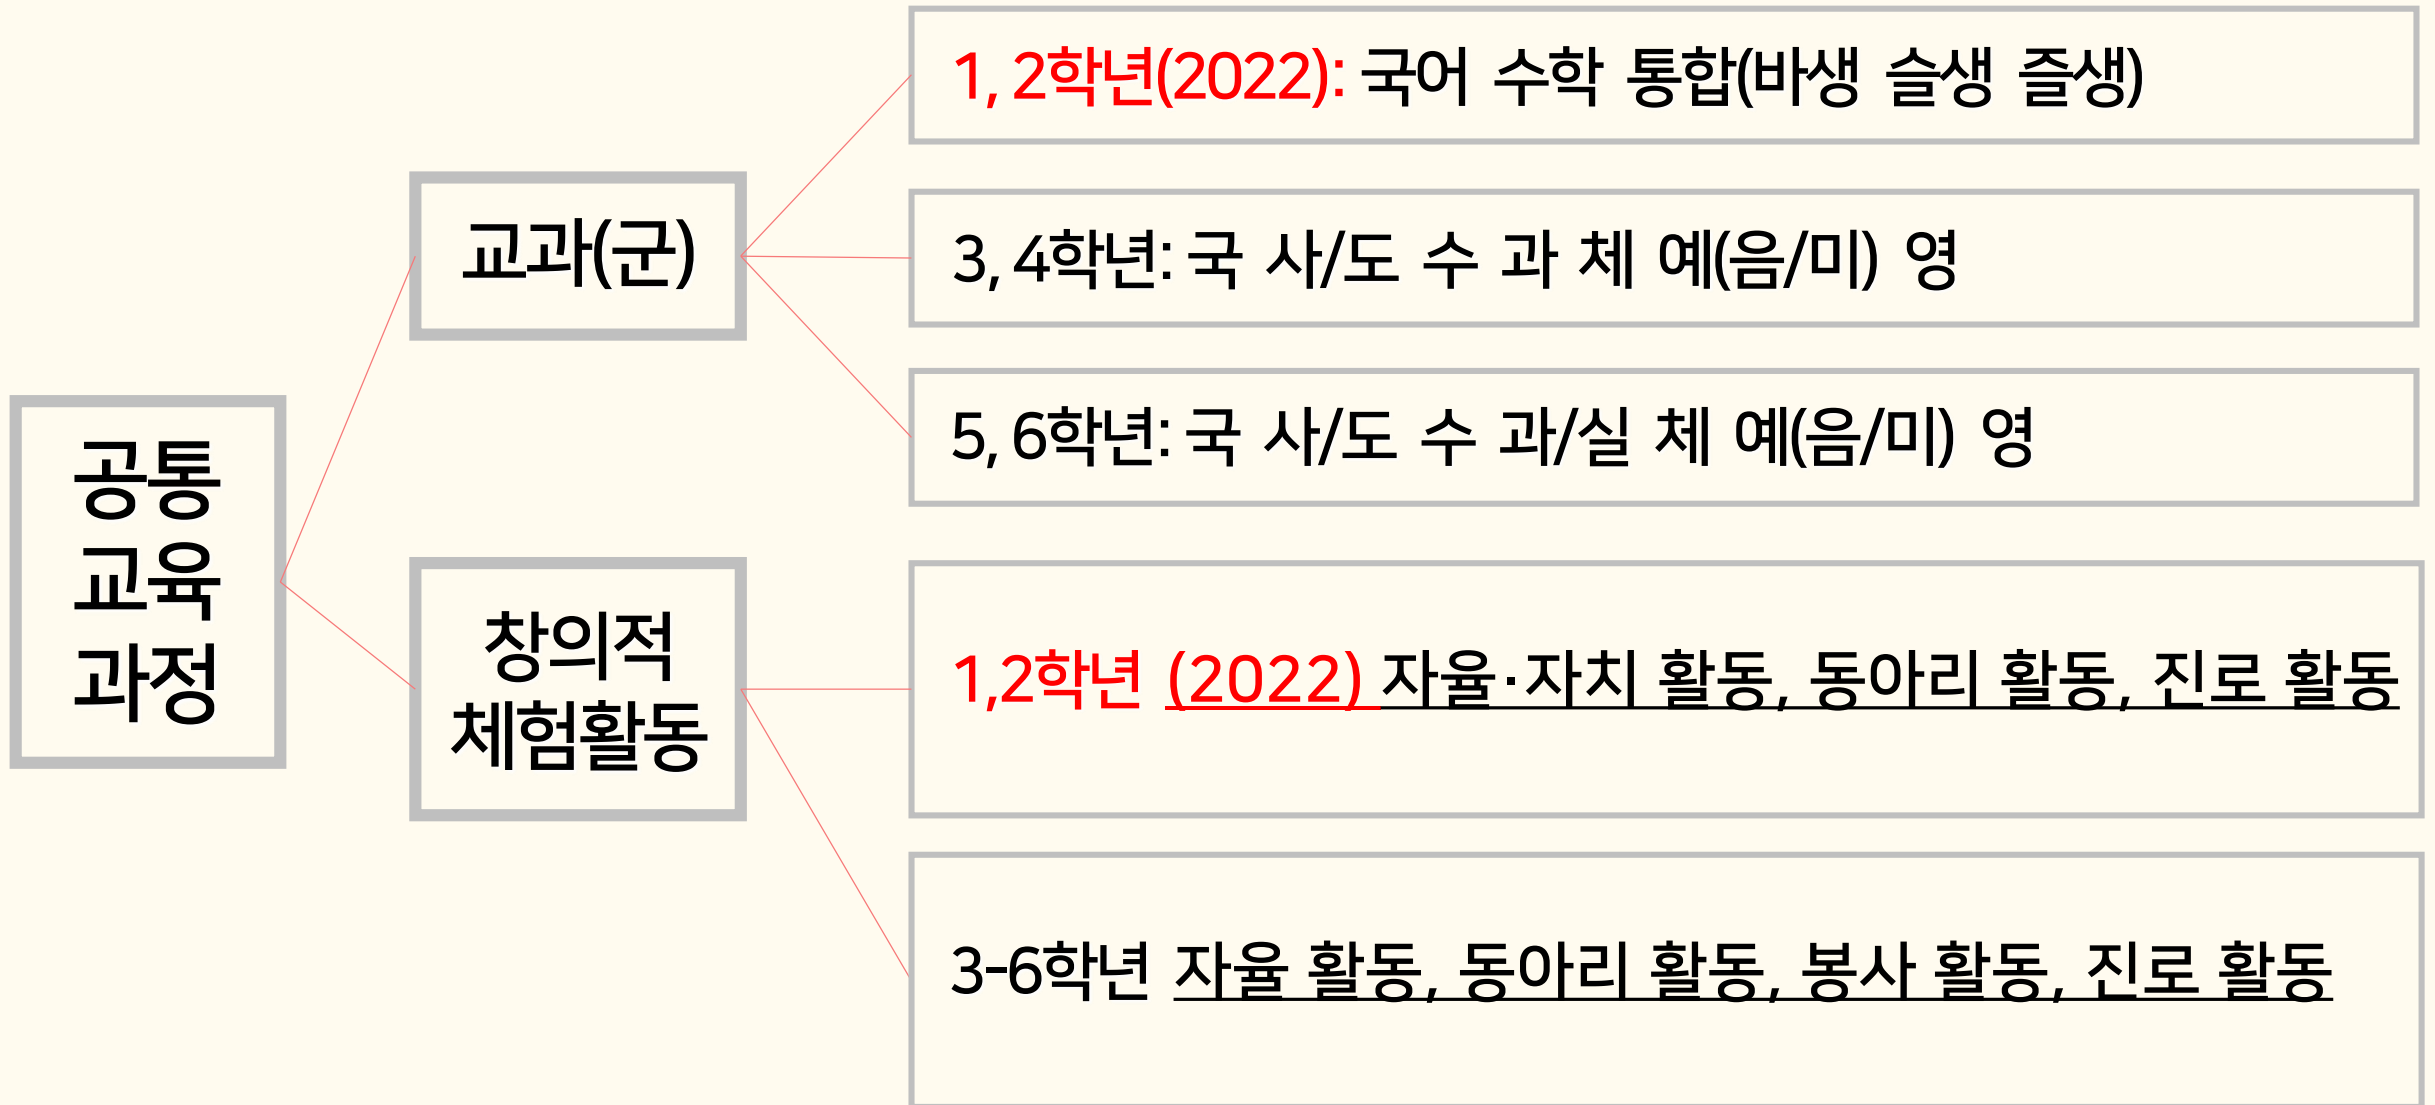 공통
교육
과정
교과(군)
1, 2학년(2022): 국어 수학 통합(바생 슬생 즐생)
3, 4학년: 국 사/도 수 과 체 예(음/미) 영
5, 6학년: 국 사/도 수 과/실 체 예(음/미) 영
창의적
체험활동
1,2학년 (2022) 자율·자치 활동, 동아리 활동, 진로 활동
3-6학년 자율 활동, 동아리 활동, 봉사 활동, 진로 활동